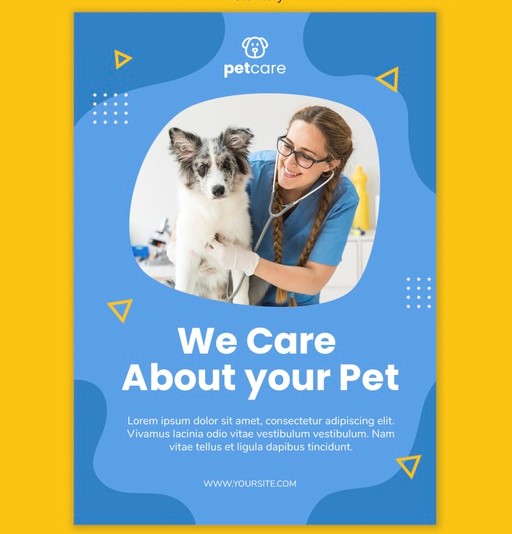 petcare
We Care
About your Pet
Lorem ipsum dolor sit amet, consectetur adipiscing elit.
Vivamus lacinia odio vitae vestibulum vestibulum. Nam
vitae tellus et ligula dapibus tincidunt.
WWW.YOURSITE.COM